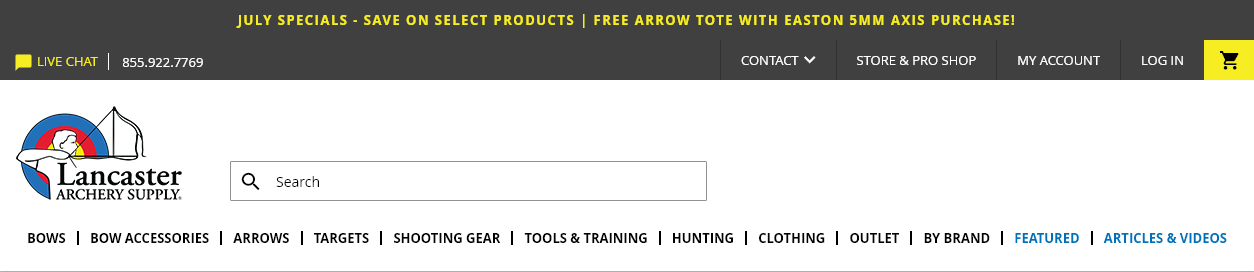 JULY SPECIALS - SAVE ON SELECT PRODUCTS | FREE ARROW TOTE WITH EASTON 5MM AXIS PURCHASE!
LIVE CHAT | 855.922.7769 CONTACT STORE & PRO SHOP MY ACCOUNT LOG IN
Lancaster
ARCHERY SUPPLY®
Search
BOWS | BOW ACCESSORIES | ARROWS | TARGETS | SHOOTING GEAR | TOOLS & TRAINING | HUNTING | CLOTHING | OUTLET | BY BRAND | FEATURED | ARTICLES & VIDEOS